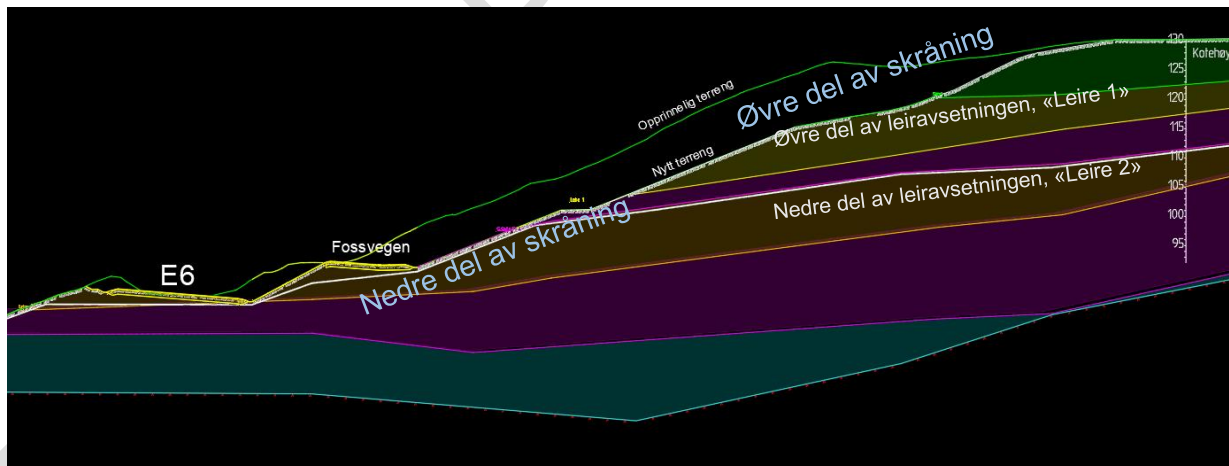 Øvre del av skråning
130
Kotehøy
125
Opprinnelig terreng
120
Øvre del av leiravsetningen, «Leire 1»
115
Nytt terreng
110
105
Nedre del av leiravsetningen, «Leire 2»
100
Nedre del av skråning
95
Fossvegen
E6